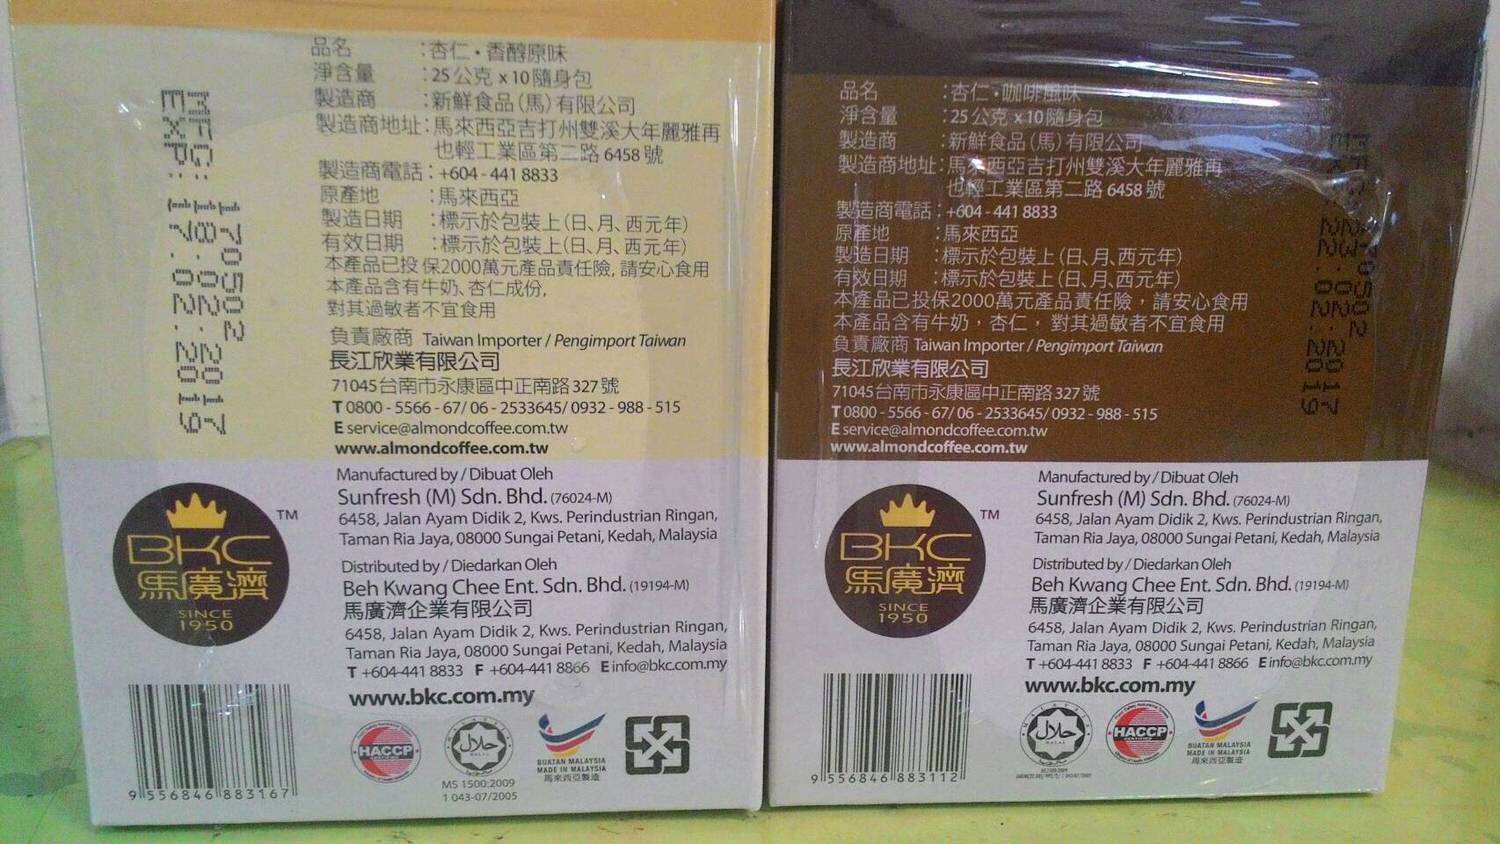 品名 :杏仁•香醇原味
淨含量 :25公克 x 10隨身包
製造商 :新鮮食品(馬)有限公司
製造商地址:馬來西亞吉打州雙溪大年麗雅再
也輕工業區第二路 6458 號
製造商電話 : +604 - 441 8833
原產地 :馬來西亞
製造日期 :標示於包裝上(日、月、西元年)
有效日期 :標示於包裝上(日、月、西元年)
本產品已投保2000萬元產品責任險, 請安心食用
本產品含有牛奶、杏仁成份,
對其過敏者不宜食用
負責廠商 Taiwan Importer / Pengimport Taiwan
長江欣業有限公司
71045台南市永康區中正南路327號
T 0800 - 5566 - 67/ 06 - 2533645/ 0932 - 988 - 515
E service@almondcoffee.com.tw
www.almondcoffee.com.tw
Manufactured by / Dibuat Oleh
Sunfresh (M) Sdn. Bhd. (76024-M)
6458, Jalan Ayam Didik 2, Kws. Perindustrian Ringan,
Taman Ria Jaya, 08000 Sungai Petani, Kedah, Malaysia
Distributed by / Diedarkan Oleh
Beh Kwang Chee Ent. Sdn. Bhd. (19194-M)
馬廣濟企業有限公司
6458, Jalan Ayam Didik 2, Kws. Perindustrian Ringan,
Taman Ria Jaya, 08000 Sungai Petani, Kedah, Malaysia
T +604-441 8833 F +604-441 8866 E info@bkc.com.my
www.bkc.com.my
170502
MFG: 18.02.2017
EXP: 17.02.2019
BKC
TM
馬廣濟
SINCE
1950
9 556846 883167
HACCP
حلال
HALAL
MS 1500:2009
1 043-07/2005
BUATAN MALAYSIA
MADE IN MALAYSIA
馬來西亞製造
品名 :杏仁•咖啡風味
淨含量 :25公克 x 10隨身包
製造商 :新鮮食品(馬)有限公司
製造商地址:馬來西亞吉打州雙溪大年麗雅再
也輕工業區第二路 6458 號
製造商電話 : +604 - 441 8833
原產地 :馬來西亞
製造日期 :標示於包裝上(日、月、西元年)
有效日期 :標示於包裝上(日、月、西元年)
本產品已投保2000萬元產品責任險,請安心食用
本產品含有牛奶,杏仁,對其過敏者不宜食用
負責廠商 Taiwan Importer / Pengimport Taiwan
長江欣業有限公司
71045台南市永康區中正南路327號
T 0800 - 5566 - 67/ 06 - 2533645/ 0932 - 988 - 515
E service@almondcoffee.com.tw
www.almondcoffee.com.tw
Manufactured by / Dibuat Oleh
Sunfresh (M) Sdn. Bhd. (76024-M)
6458, Jalan Ayam Didik 2, Kws. Perindustrian Ringan,
Taman Ria Jaya, 08000 Sungai Petani, Kedah, Malaysia
Distributed by / Diedarkan Oleh
Beh Kwang Chee Ent. Sdn. Bhd. (19194-M)
馬廣濟企業有限公司
6458, Jalan Ayam Didik 2, Kws. Perindustrian Ringan,
Taman Ria Jaya, 08000 Sungai Petani, Kedah, Malaysia
T +604-441 8833 F +604-441 8866 E info@bkc.com.my
www.bkc.com.my
BKC
TM
馬廣濟
SINCE
1950
9 556846 883112
حلال
HALAL
HACCP
BUATAN MALAYSIA
MADE IN MALAYSIA
馬來西亞製造